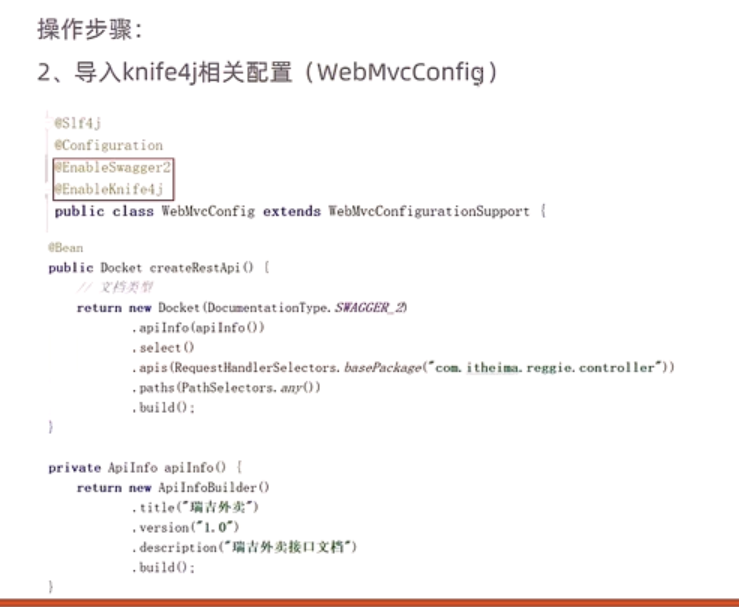 操作步骤：
2、导入knife4j相关配置（WebMvcConfig）
@Slf4j
@Configuration
@EnableSwagger2
@EnableKnife4j
public class WebMvcConfig extends WebMvcConfigurationSupport {
@Bean
public Docket createRestApi() {
// 文档类型
return new Docket(DocumentationType.SWAGGER_2)
.apiInfo(apiInfo())
.select()
.apis(RequestHandlerSelectors.basePackage("com.itheima.reggie.controller"))
.paths(PathSelectors.any())
.build();
}
private ApiInfo apiInfo() {
return new ApiInfoBuilder()
.title("瑞吉外卖")
.version("1.0")
.description("瑞吉外卖接口文档")
.build();
}